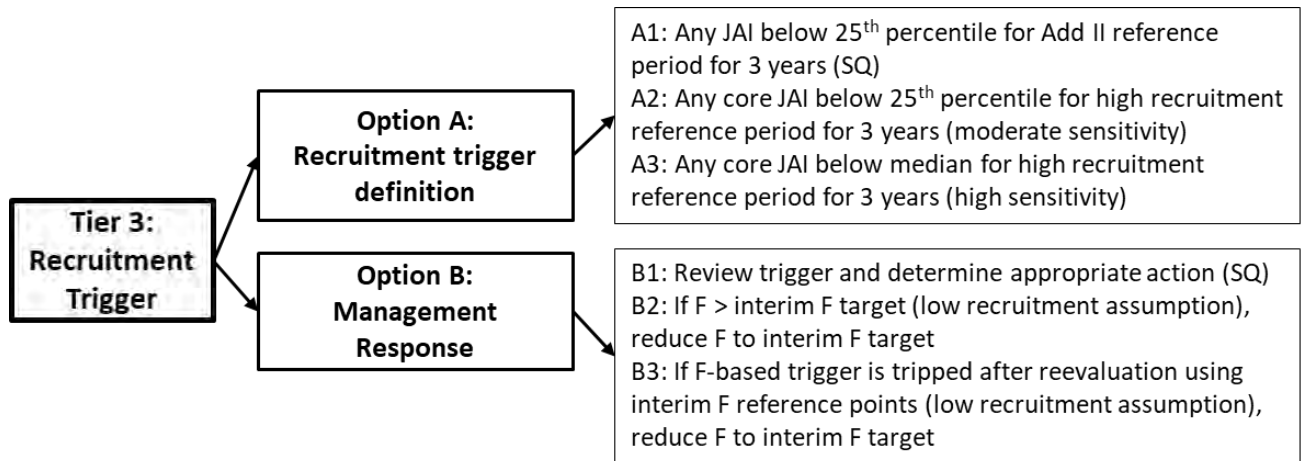 Tier 3:
Recruitment
Trigger
Option A:
Recruitment trigger
definition
A1: Any JAI below 25th percentile for Add II reference
period for 3 years (SQ)
A2: Any core JAI below 25th percentile for high recruitment
reference period for 3 years (moderate sensitivity)
A3: Any core JAI below median for high recruitment
reference period for 3 years (high sensitivity)
Option B:
Management
Response
B1: Review trigger and determine appropriate action (SQ)
B2: If F > interim F target (low recruitment assumption),
reduce F to interim F target
B3: If F-based trigger is tripped after reevaluation using
interim F reference points (low recruitment assumption),
reduce F to interim F target